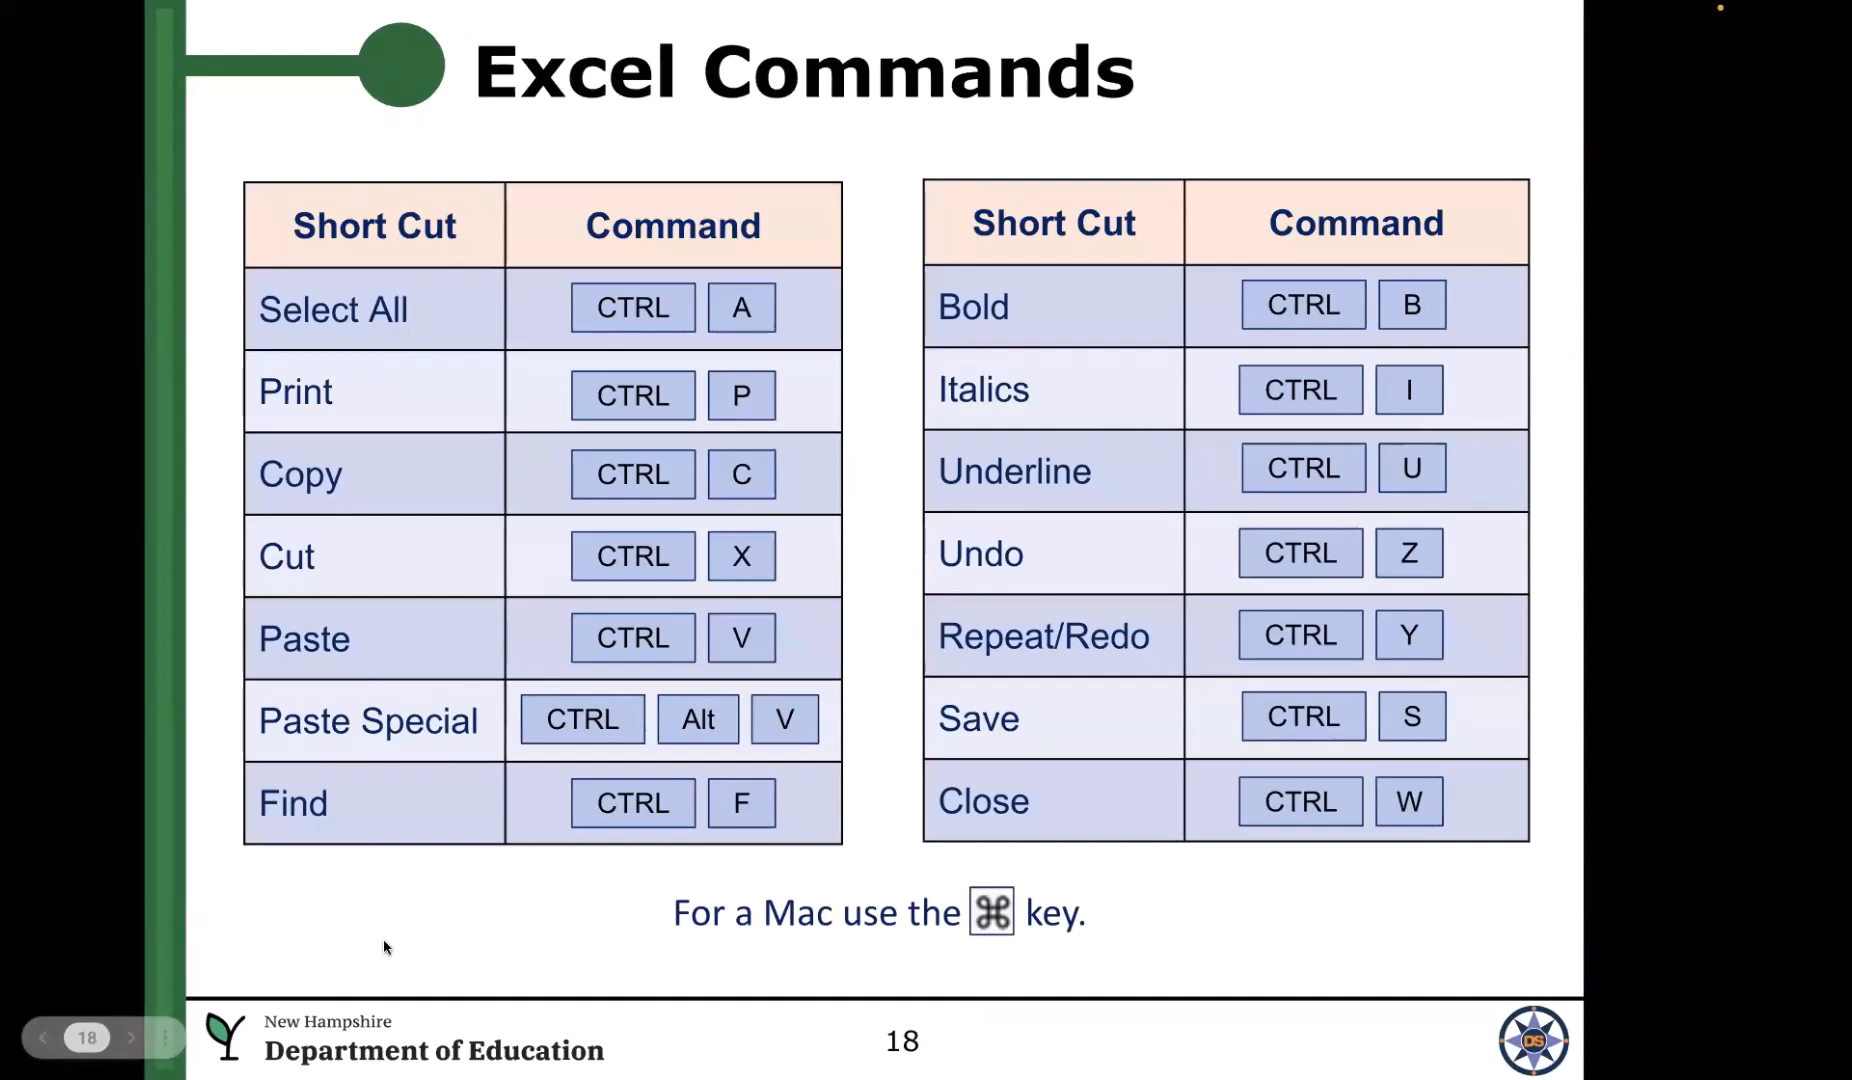 Excel Commands
Short Cut Command
Select All CTRL A
Print CTRL P
Copy CTRL C
Cut CTRL X
Paste CTRL V
Paste Special CTRL Alt V
Find CTRL F
Short Cut Command
Bold CTRL B
Italics CTRL I
Underline CTRL U
Undo CTRL Z
Repeat/Redo CTRL Y
Save CTRL S
Close CTRL W
For a Mac use the ⌘ key.
18
New Hampshire
Department of Education
18
DS